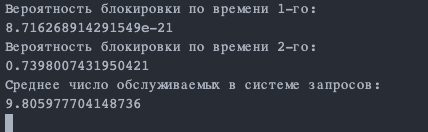 Вероятность блокировки по времени 1-го:
8.716268914291549e-21
Вероятность блокировки по времени 2-го:
0.7398007431950421
Среднее число обслуживаемых в системе запросов:
9.805977704148736